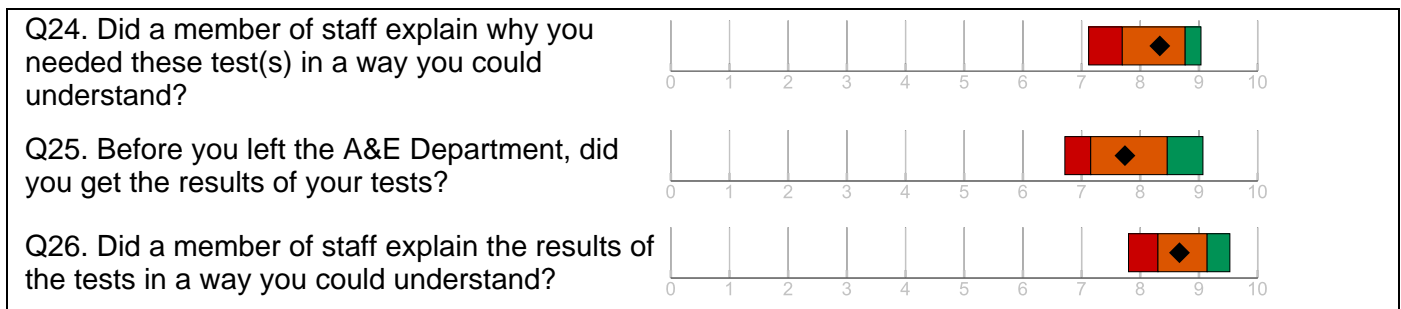 Q24. Did a member of staff explain why you
needed these test(s) in a way you could
understand?
0 1 2 3 4 5 6 7 8 9 10
Q25. Before you left the A&E Department, did
you get the results of your tests?
0 1 2 3 4 5 6 7 8 9 10
Q26. Did a member of staff explain the results of
the tests in a way you could understand?
0 1 2 3 4 5 6 7 8 9 10